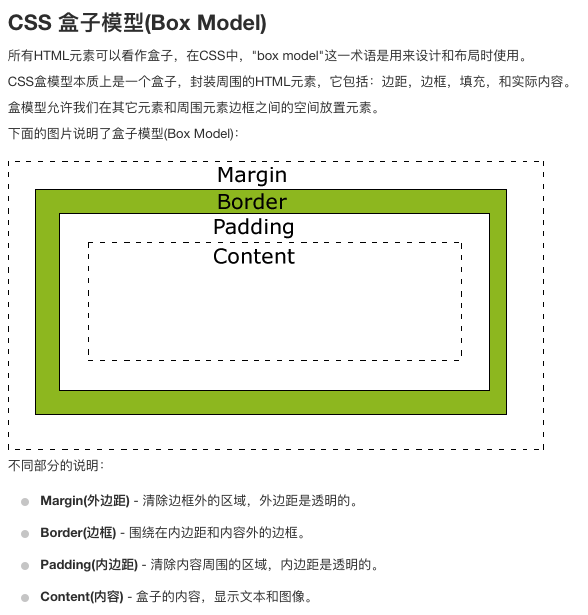 CSS 盒子模型(Box Model)
所有HTML元素可以看作盒子，在CSS中，"box model"这一术语是用来设计和布局时使用。
CSS盒模型本质上是一个盒子，封装周围的HTML元素，它包括：边距，边框，填充，和实际内容。
盒模型允许我们在其它元素和周围元素边框之间的空间放置元素。
下面的图片说明了盒子模型(Box Model)：
Margin
Border
Padding
Content
不同部分的说明：
Margin(外边距) - 清除边框外的区域，外边距是透明的。
Border(边框) - 围绕在内边距和内容外的边框。
Padding(内边距) - 清除内容周围的区域，内边距是透明的。
Content(内容) - 盒子的内容，显示文本和图像。